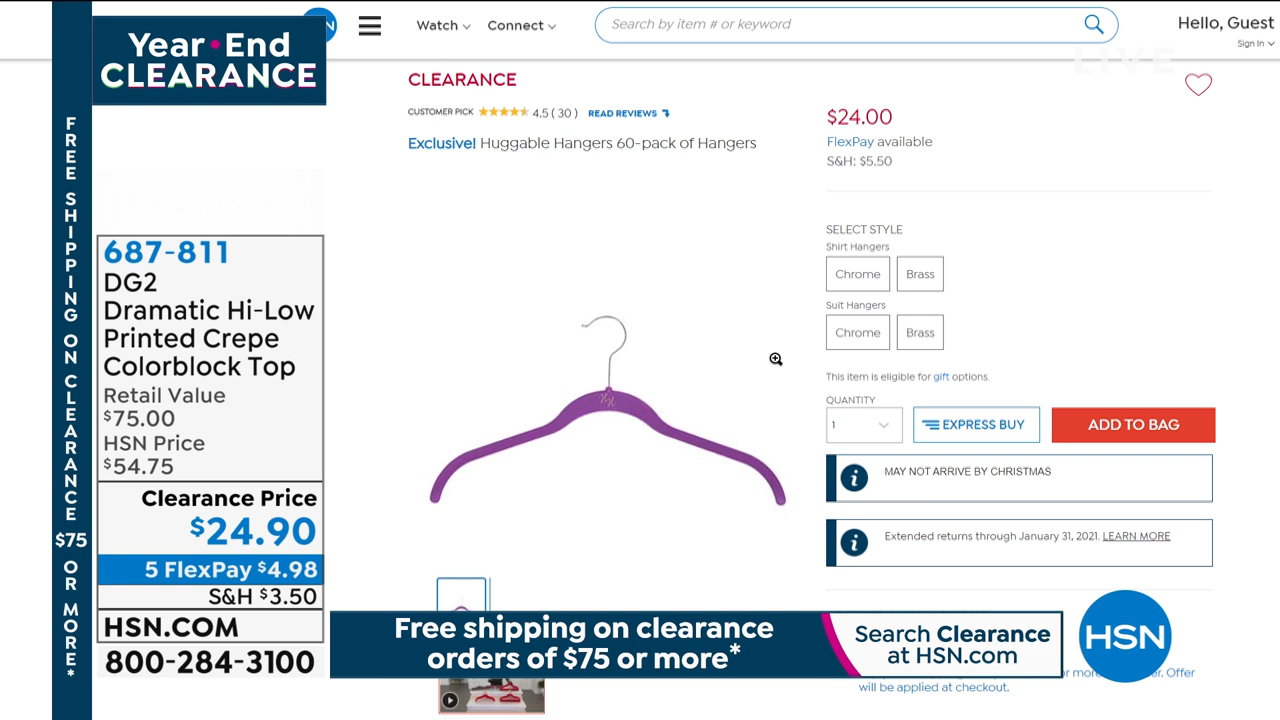 Year • End
CLEARANCE
FREE SHIPPING ON CLEARANCE $75 OR MORE*
687-811
DG2
Dramatic Hi-Low
Printed Crepe
Colorblock Top
Retail Value
$75.00
HSN Price
$54.75
Clearance Price
$24.90
5 FlexPay $4.98
S&H $3.50
HSN.COM
800-284-3100
Watch
Connect
Search by item # or keyword
Hello, Guest
Sign In
LIVE
CLEARANCE
CUSTOMER PICK 4.5 ( 30 ) READ REVIEWS
Exclusive! Huggable Hangers 60-pack of Hangers
$24.00
FlexPay available
S&H: $5.50
SELECT STYLE
Shirt Hangers
Chrome Brass
Suit Hangers
Chrome Brass
This item is eligible for gift options.
QUANTITY
1 EXPRESS BUY ADD TO BAG
MAY NOT ARRIVE BY CHRISTMAS
Extended returns through January 31, 2021. LEARN MORE
Free shipping on clearance
orders of $75 or more*
Search Clearance
at HSN.com
HSN
Offer
will be applied at checkout.